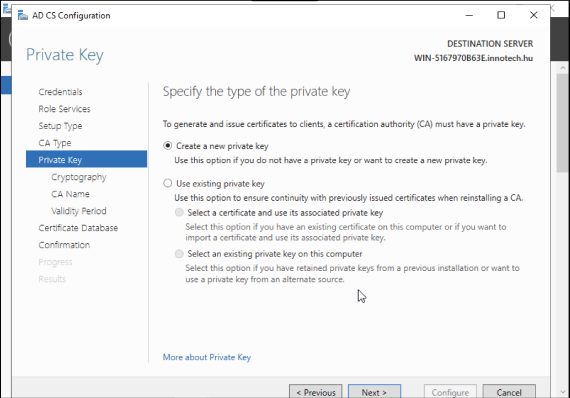 AD CS Configuration
Private Key
DESTINATION SERVER
WIN-5167970B63E.innotech.hu
Credentials
Role Services
Setup Type
CA Type
Private Key
Cryptography
CA Name
Validity Period
Certificate Database
Confirmation
Progress
Results
Specify the type of the private key
To generate and issue certificates to clients, a certification authority (CA) must have a private key.
Create a new private key
Use this option if you do not have a private key or want to create a new private key.
Use existing private key
Use this option to ensure continuity with previously issued certificates when reinstalling a CA.
Select a certificate and use its associated private key
Select this option if you have an existing certificate on this computer or if you want to
import a certificate and use its associated private key.
Select an existing private key on this computer
Select this option if you have retained private keys from a previous installation or want to
use a private key from an alternate source.
More about Private Key
< Previous
Next >
Configure
Cancel